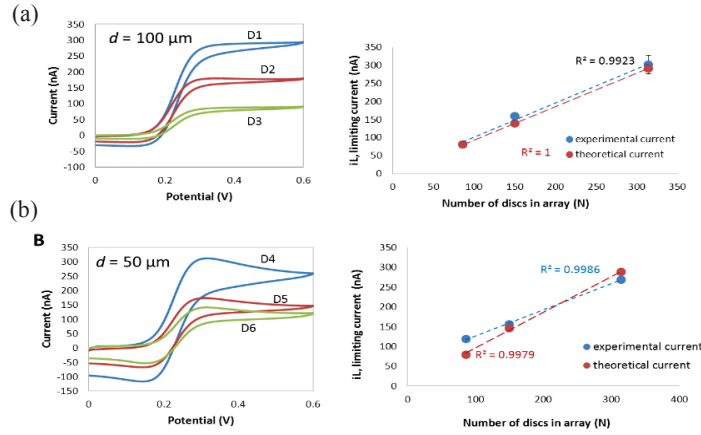 (a)
d = 100 µm
D1
D2
D3
Current (nA)
350
300
250
200
150
100
50
0
-50
-100
0
0.2
0.4
0.6
Potential (V)
iL, limiting current (nA)
350
300
250
200
150
100
50
0
R² = 0.9923
R² = 1
experimental current
theoretical current
0
50
100
150
200
250
300
350
Number of discs in array (N)
(b)
B
d = 50 µm
D4
D5
D6
Current (nA)
350
300
250
200
150
100
50
0
-50
-100
-150
0
0.2
0.4
0.6
Potential (V)
iL, limiting current (nA)
350
300
250
200
150
100
50
0
R² = 0.9986
R² = 0.9979
experimental current
theoretical current
0
100
200
300
400
Number of discs in array (N)